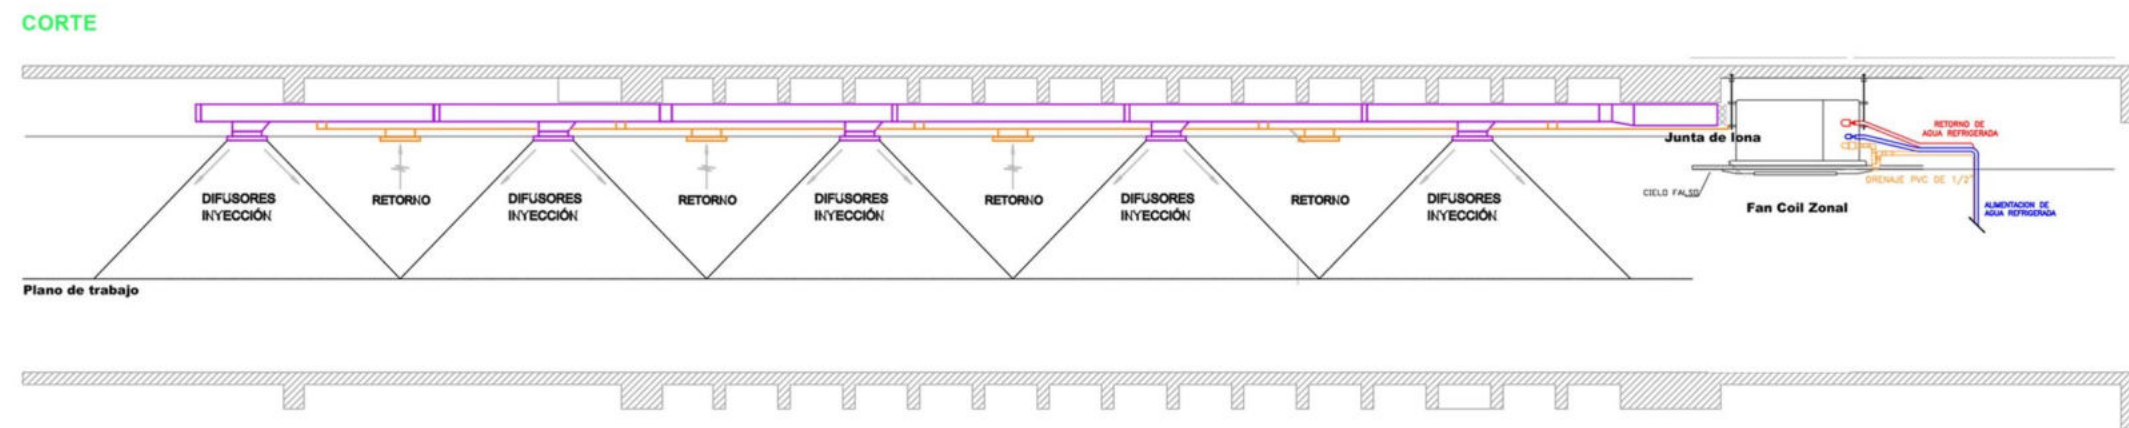 CORTE
Junta de lona
RETORNO DE
AGUA REFRIGERADA
DIFUSORES
INYECCIÓN
RETORNO
DIFUSORES
INYECCIÓN
RETORNO
DIFUSORES
INYECCIÓN
RETORNO
DIFUSORES
INYECCIÓN
RETORNO
DIFUSORES
INYECCIÓN
CIELO FALSO
DRENAJE PVC DE 1/2"
Fan Coil Zonal
ALIMENTACION DE
AGUA REFRIGERADA
Plano de trabajo